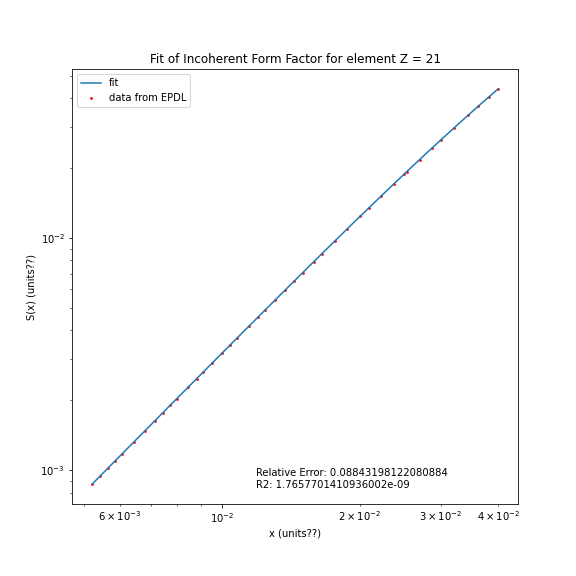 Fit of Incoherent Form Factor for element Z = 21
fit
data from EPDL
10⁻²
10⁻³
S(x) (units??)
Relative Error: 0.08843198122080884
R2: 1.7657701410936002e-09
6 × 10⁻³
10⁻²
2 × 10⁻²
3 × 10⁻²
4 × 10⁻²
x (units??)